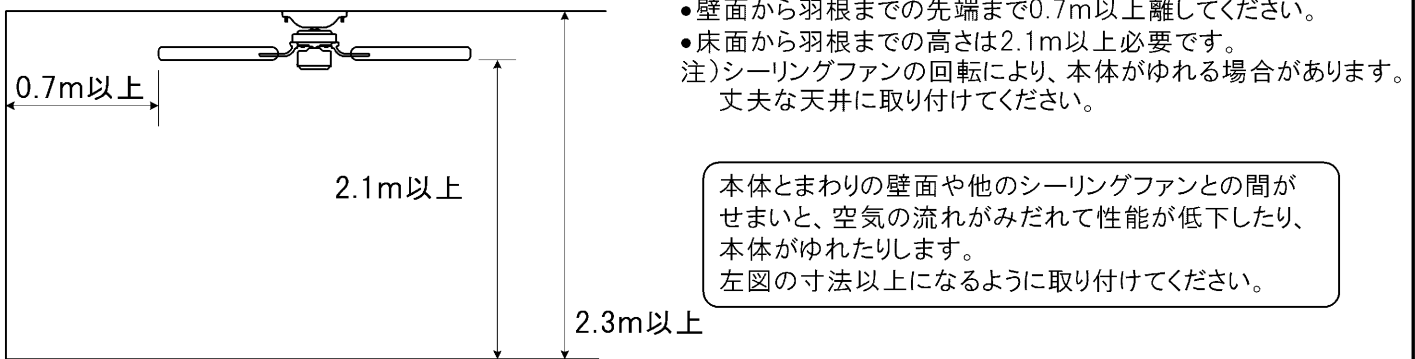 ●壁面から羽根までの先端まで0.7m以上離してください。
●床面から羽根までの高さは2.1m以上必要です。
注)シーリングファンの回転により、本体がゆれる場合があります。
丈夫な天井に取り付けてください。
0.7m以上
2.1m以上
2.3m以上
本体とまわりの壁面や他のシーリングファンとの間が
せまいと、空気の流れがみだれて性能が低下したり、
本体がゆれたりします。
左図の寸法以上になるように取り付けてください。